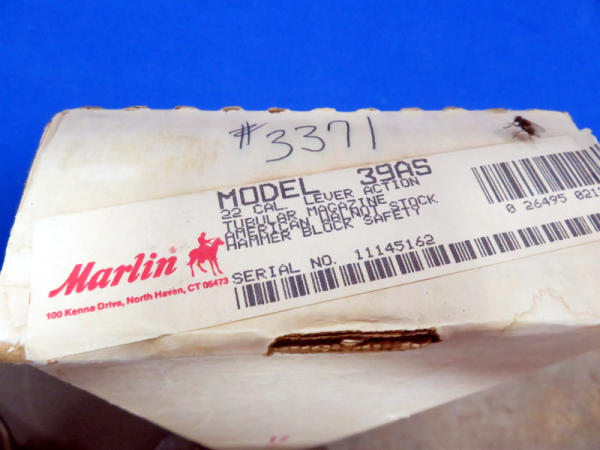 #3371
MODEL 39AS
22 CAL. LEVER ACTION
TUBULAR MAGAZINE
AMERICAN WALNUT STOCK
HAMMER BLOCK SAFETY
0 26495
Marlin®
100 Kenna Drive, North Haven, CT 06473
SERIAL NO. 11145162